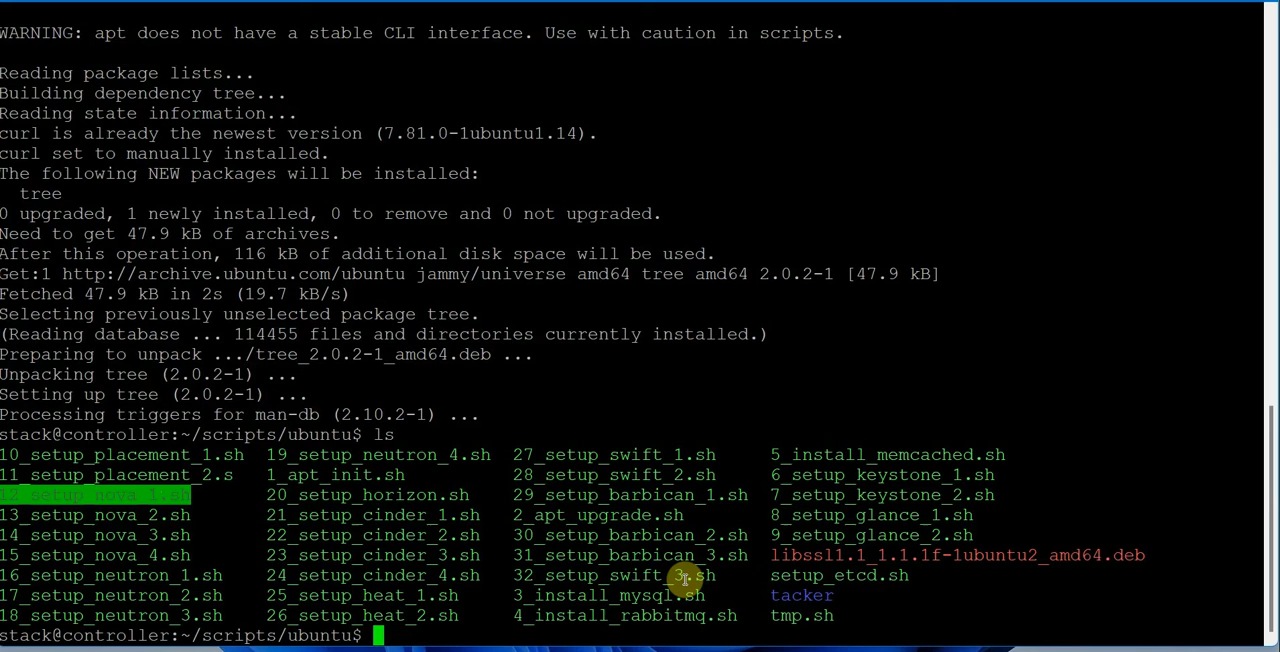 WARNING: apt does not have a stable CLI interface. Use with caution in scripts.
Reading package lists...
Building dependency tree...
Reading state information...
curl is already the newest version (7.81.0-1ubuntu1.14).
curl set to manually installed.
The following NEW packages will be installed:
  tree
0 upgraded, 1 newly installed, 0 to remove and 0 not upgraded.
Need to get 47.9 kB of archives.
After this operation, 116 kB of additional disk space will be used.
Get:1 http://archive.ubuntu.com/ubuntu jammy/universe amd64 tree amd64 2.0.2-1 [47.9 kB]
Fetched 47.9 kB in 2s (19.7 kB/s)
Selecting previously unselected package tree.
(Reading database ... 114455 files and directories currently installed.)
Preparing to unpack .../tree_2.0.2-1_amd64.deb ...
Unpacking tree (2.0.2-1) ...
Setting up tree (2.0.2-1) ...
Processing triggers for man-db (2.10.2-1) ...
stack@controller:~/scripts/ubuntu$ ls
10_setup_placement_1.sh  19_setup_neutron_4.sh  27_setup_swift_1.sh     5_install_memcached.sh
11_setup_placement_2.s   1_apt_init.sh          28_setup_swift_2.sh     6_setup_keystone_1.sh
12_setup_nova_1.sh       20_setup_horizon.sh    29_setup_barbican_1.sh  7_setup_keystone_2.sh
13_setup_nova_2.sh       21_setup_cinder_1.sh   2_apt_upgrade.sh        8_setup_glance_1.sh
14_setup_nova_3.sh       22_setup_cinder_2.sh   30_setup_barbican_2.sh  9_setup_glance_2.sh
15_setup_nova_4.sh       23_setup_cinder_3.sh   31_setup_barbican_3.sh  libssl1.1_1.1.1f-1ubuntu2_amd64.deb
16_setup_neutron_1.sh    24_setup_cinder_4.sh   32_setup_swift_3.sh     setup_etcd.sh
17_setup_neutron_2.sh    25_setup_heat_1.sh     3_install_mysql.sh      tacker
18_setup_neutron_3.sh    26_setup_heat_2.sh     4_install_rabbitmq.sh   tmp.sh
stack@controller:~/scripts/ubuntu$